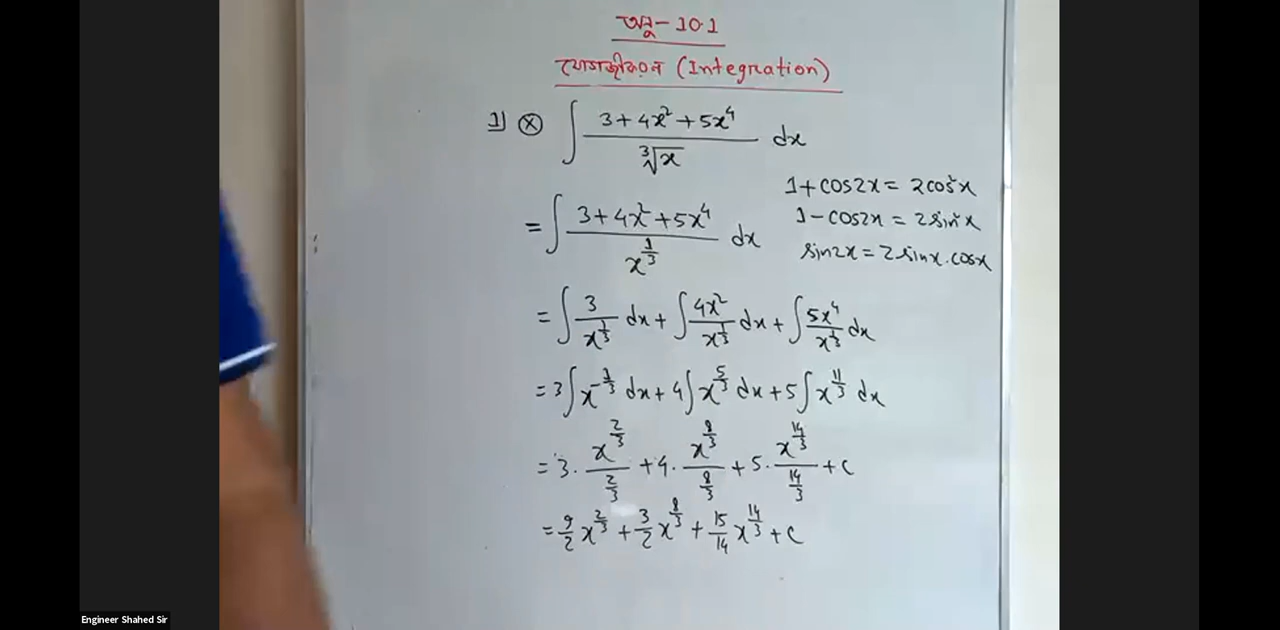 অনু- 10.1
যোগজীকরণ (Integration)
1) ⓧ ∫ (3+4x²+5x⁴)/∛x dx
1+cos2x = 2cos²x
= ∫ (3+4x²+5x⁴)/x^(1/3) dx
1-cos2x = 2sin²x
sin2x = 2sinx.cosx
= ∫ 3/x^(1/3) dx + ∫ 4x²/x^(1/3) dx + ∫ 5x⁴/x^(1/3) dx
= 3∫ x^(-1/3) dx + 4∫ x^(5/3) dx + 5∫ x^(11/3) dx
= 3. x^(2/3)/(2/3) + 4. x^(8/3)/(8/3) + 5. x^(14/3)/(14/3) + c
= 9/2 x^(2/3) + 3/2 x^(8/3) + 15/14 x^(14/3) + c
Engineer Shahed Sir